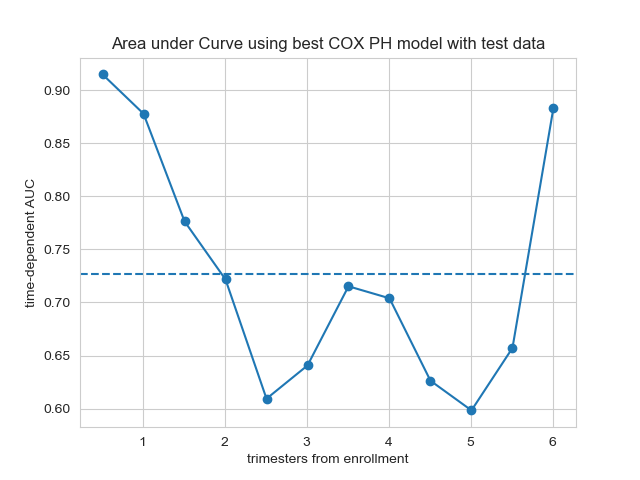 Area under Curve using best COX PH model with test data
time-dependent AUC
0.90
0.85
0.80
0.75
0.70
0.65
0.60
1 2 3 4 5 6
trimesters from enrollment